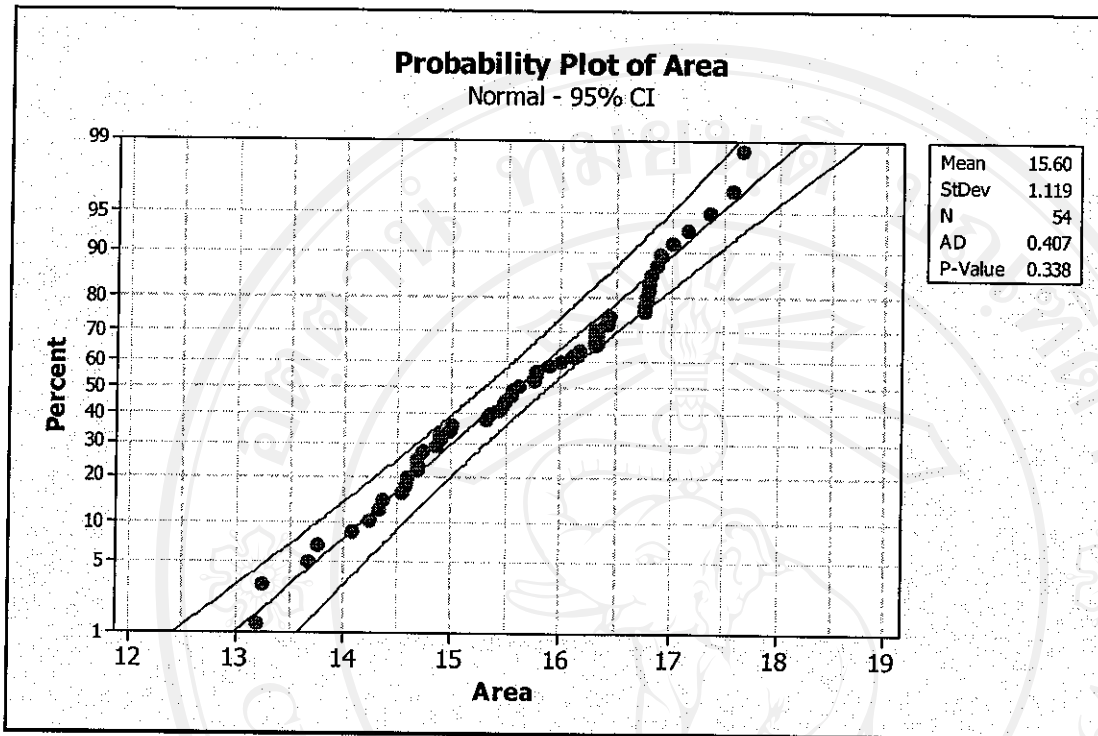 Probability Plot of Area
Normal - 95% CI
Percent
99
95
90
80
70
60
50
40
30
20
10
5
1
12 13 14 15 16 17 18 19
Area
Mean 15.60
StDev 1.119
N 54
AD 0.407
P-Value 0.338